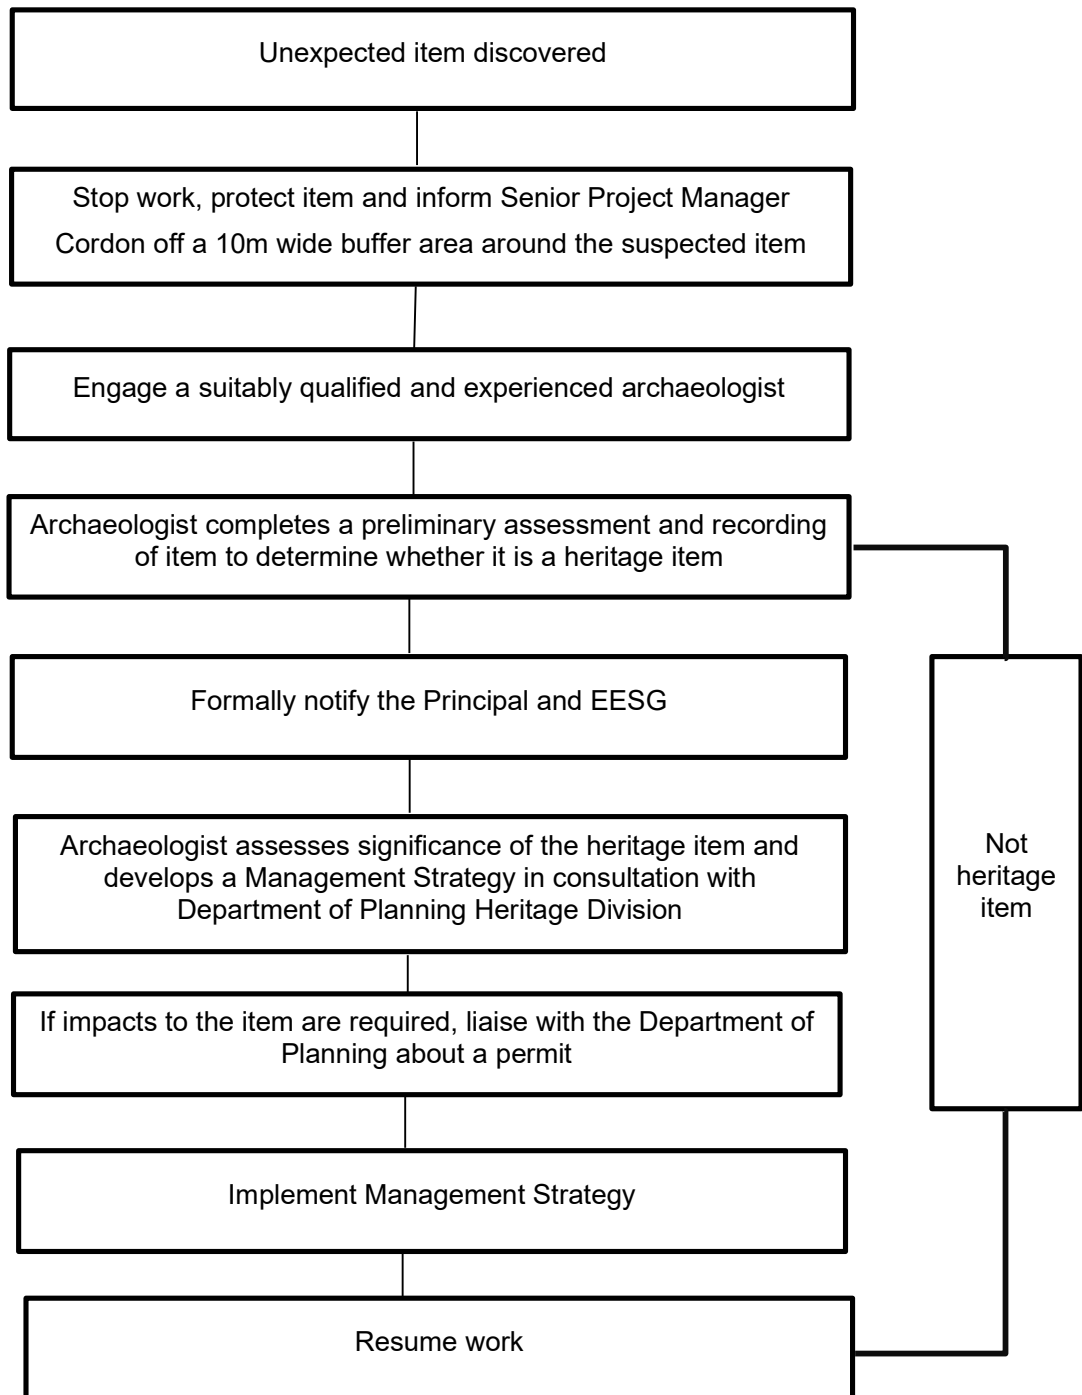 Unexpected item discovered
Stop work, protect item and inform Senior Project Manager
Cordon off a 10m wide buffer area around the suspected item
Engage a suitably qualified and experienced archaeologist
Archaeologist completes a preliminary assessment and recording
of item to determine whether it is a heritage item
Formally notify the Principal and EESG
Archaeologist assesses significance of the heritage item and
develops a Management Strategy in consultation with
Department of Planning Heritage Division
Not
heritage
item
If impacts to the item are required, liaise with the Department of
Planning about a permit
Implement Management Strategy
Resume work